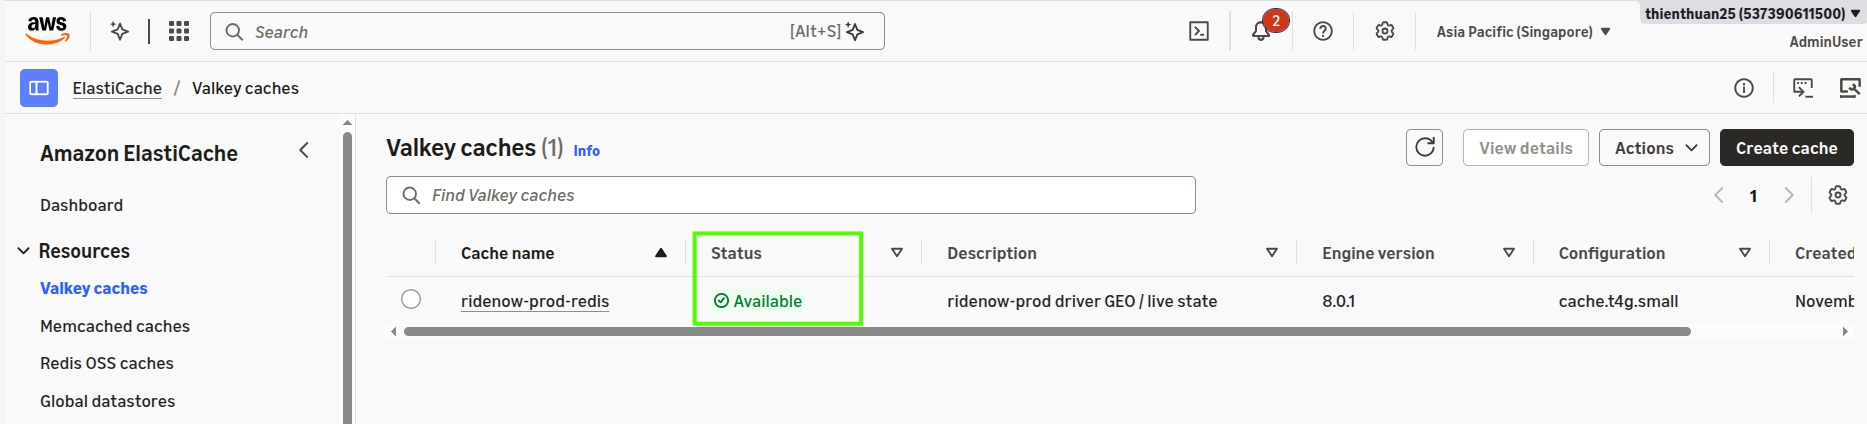 aws
Search
[Alt+S]
2
Asia Pacific (Singapore)
thienthuan25 (537390611500)
AdminUser
ElastiCache / Valkey caches
Amazon ElastiCache
Dashboard
Resources
Valkey caches
Memcached caches
Redis OSS caches
Global datastores
Valkey caches (1) Info
View details
Actions
Create cache
Find Valkey caches
1
Cache name Status Description Engine version Configuration Created
ridenow-prod-redis Available ridenow-prod driver GEO / live state 8.0.1 cache.t4g.small Novemb